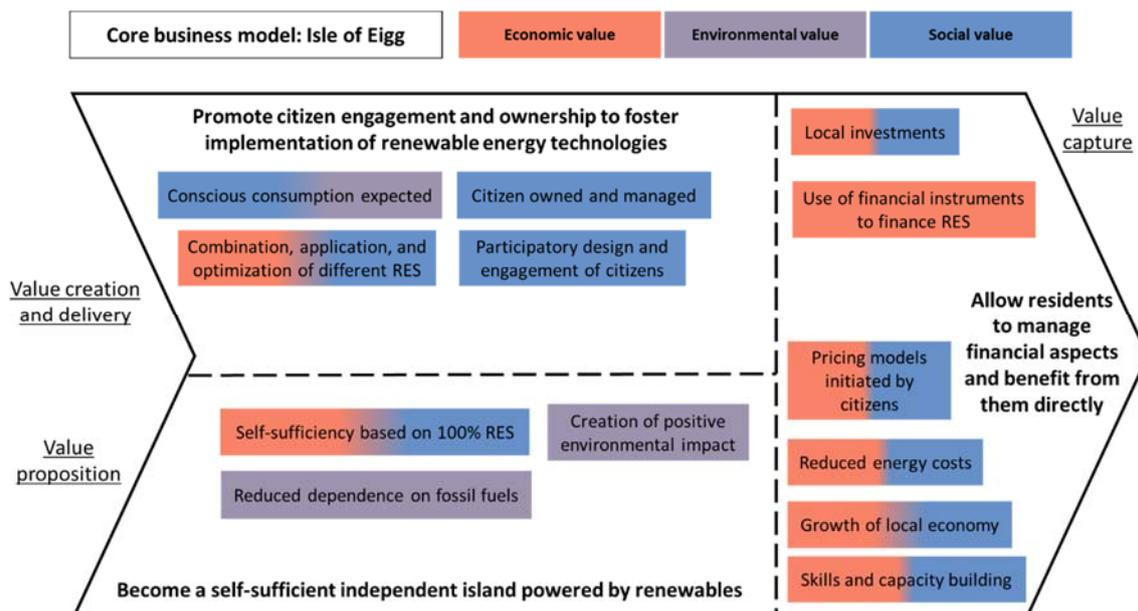 Core business model: Isle of Eigg
Economic value
Environmental value
Social value
Promote citizen engagement and ownership to foster
implementation of renewable energy technologies
Conscious consumption expected
Citizen owned and managed
Combination, application, and
optimization of different RES
Participatory design and
engagement of citizens
Value creation
and delivery
Value
proposition
Self-sufficiency based on 100% RES
Creation of positive
environmental impact
Reduced dependence on fossil fuels
Become a self-sufficient independent island powered by renewables
Value
capture
Local investments
Use of financial instruments
to finance RES
Allow residents
to manage
financial aspects
and benefit from
them directly
Pricing models
initiated by
citizens
Reduced energy costs
Growth of local economy
Skills and capacity building